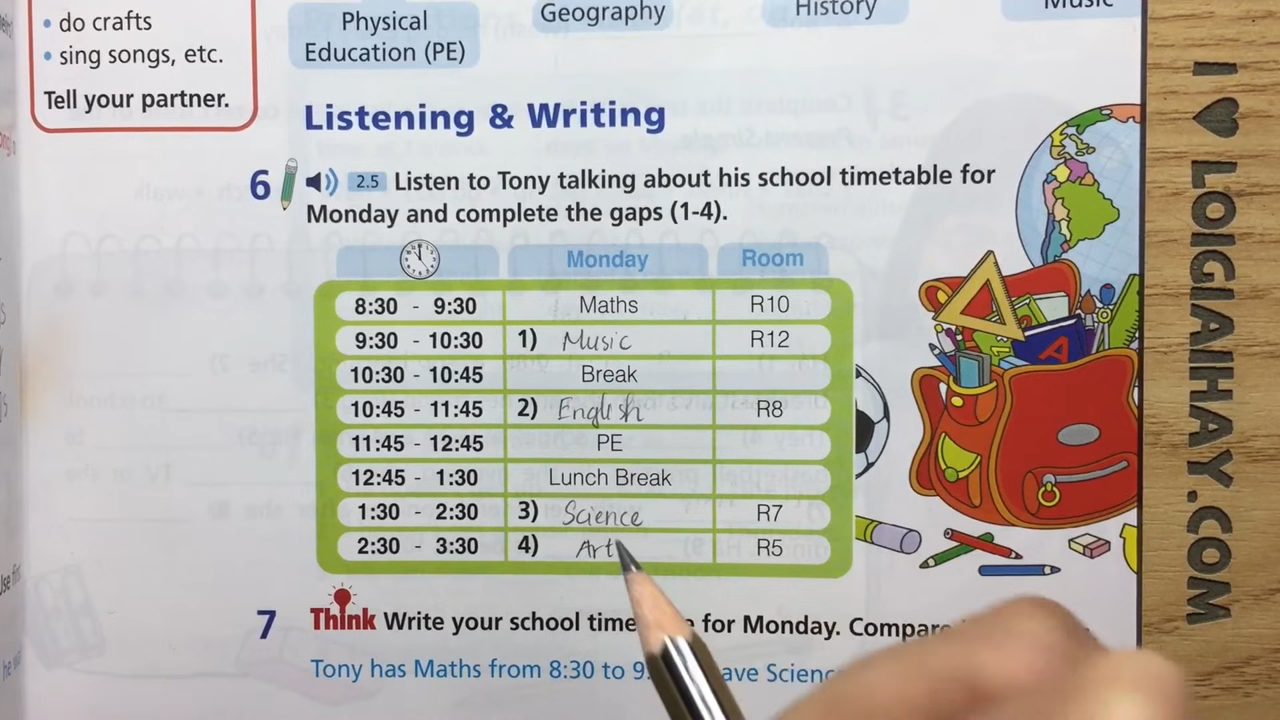 • do crafts
• sing songs, etc.
Tell your partner.
Physical
Education (PE)
Geography
History
Music
Listening & Writing
6 2.5 Listen to Tony talking about his school timetable for
Monday and complete the gaps (1-4).
Monday Room
8:30 - 9:30 Maths R10
9:30 - 10:30 1) Music R12
10:30 - 10:45 Break
10:45 - 11:45 2) English R8
11:45 - 12:45 PE
12:45 - 1:30 Lunch Break
1:30 - 2:30 3) Science R7
2:30 - 3:30 4) Art R5
7 Think Write your school for Monday.
Tony has Maths from 8:30 to
A
I ♥ LOIGIAIHAY.COM